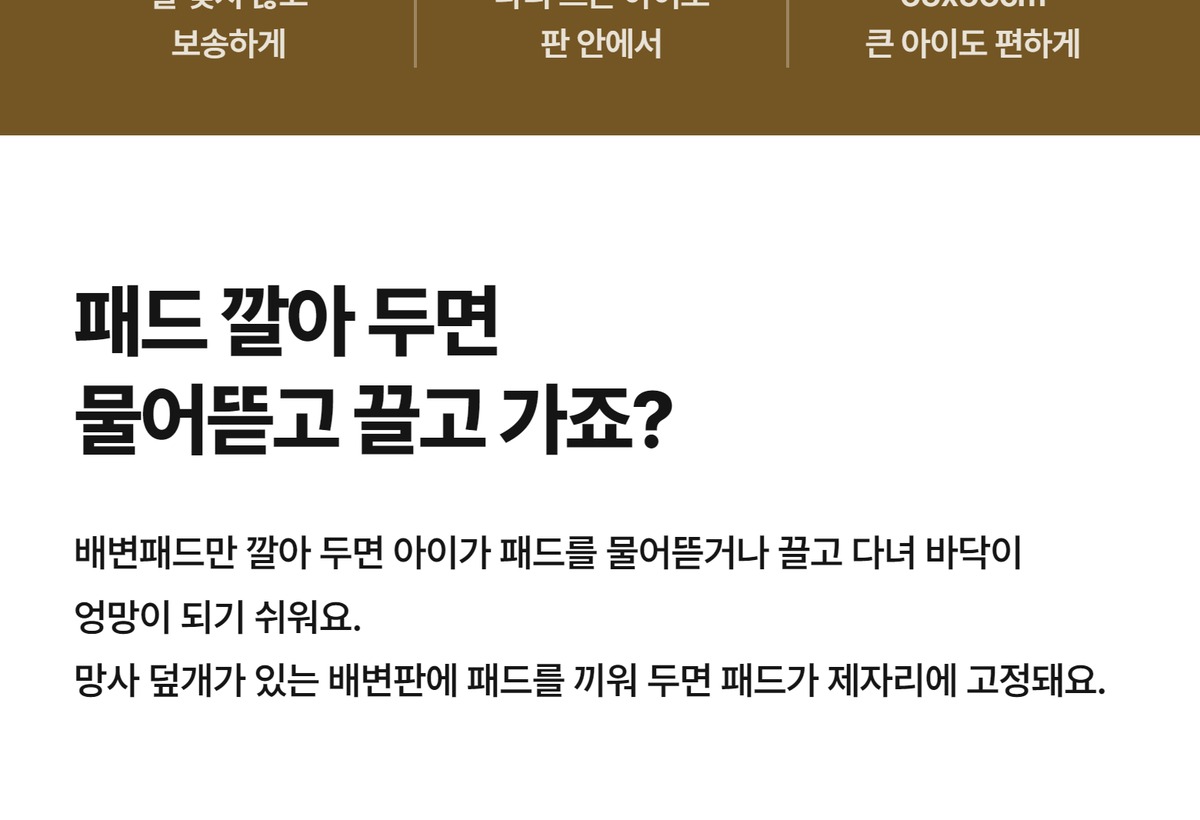 보송하게
판 안에서
큰 아이도 편하게
패드 깔아 두면
물어뜯고 끌고 가죠?
배변패드만 깔아 두면 아이가 패드를 물어뜯거나 끌고 다녀 바닥이
엉망이 되기 쉬워요.
망사 덮개가 있는 배변판에 패드를 끼워 두면 패드가 제자리에 고정돼요.